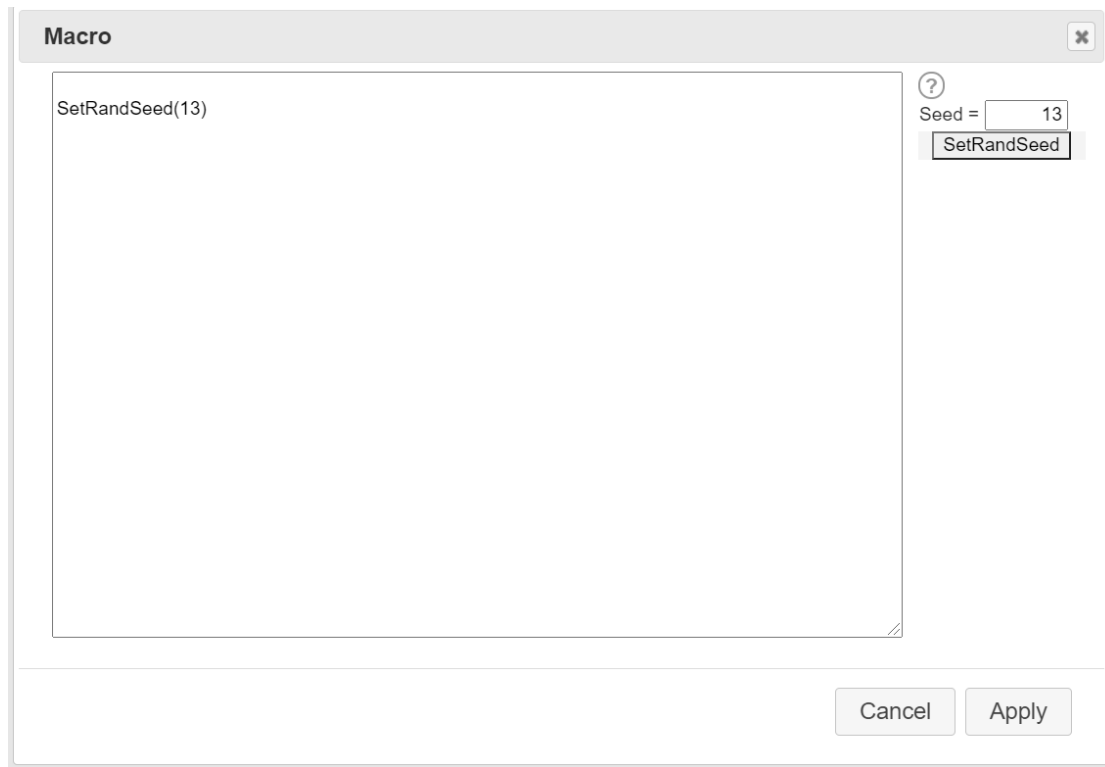 Macro
SetRandSeed(13)
?
Seed = 13
SetRandSeed
Cancel
Apply